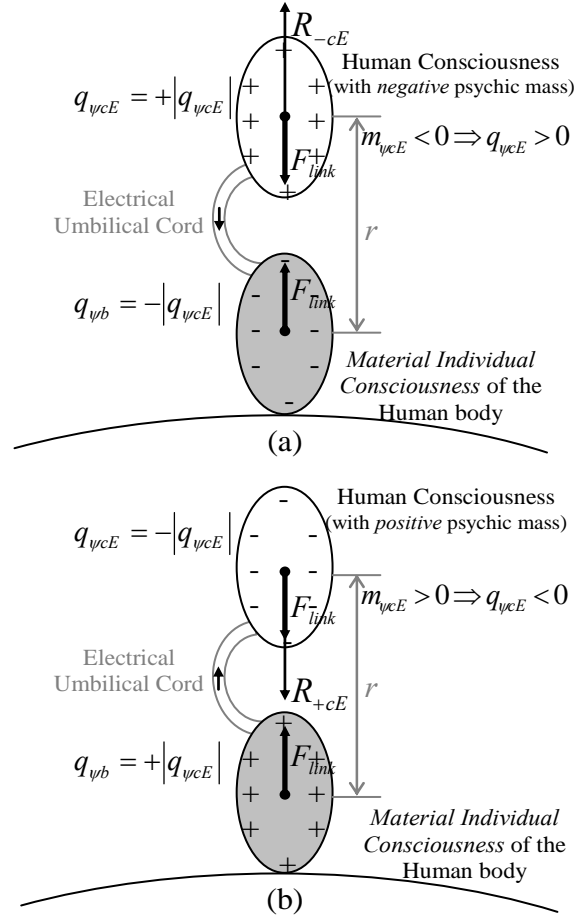 R_{-cE}
Human Consciousness
(with negative psychic mass)
q_{ψcE} = +|q_{ψcE}|
m_{ψcE} < 0 ⇒ q_{ψcE} > 0
F_{link}
Electrical
Umbilical Cord
r
q_{ψb} = −|q_{ψcE}|
F_{link}
Material Individual
Consciousness of the
Human body
(a)
Human Consciousness
(with positive psychic mass)
q_{ψcE} = −|q_{ψcE}|
m_{ψcE} > 0 ⇒ q_{ψcE} < 0
F_{link}
Electrical
Umbilical Cord
r
R_{+cE}
q_{ψb} = +|q_{ψcE}|
F_{link}
Material Individual
Consciousness of the
Human body
(b)